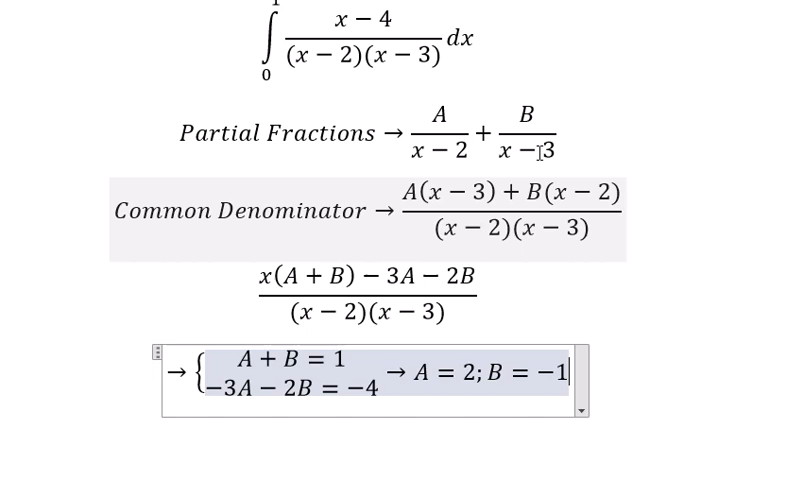 ∫₀¹ (x − 4)/((x − 2)(x − 3)) dx
Partial Fractions → A/(x − 2) + B/(x − 3)
Common Denominator → (A(x − 3) + B(x − 2))/((x − 2)(x − 3))
(x(A + B) − 3A − 2B)/((x − 2)(x − 3))
→ { A + B = 1
−3A − 2B = −4 → A = 2; B = −1